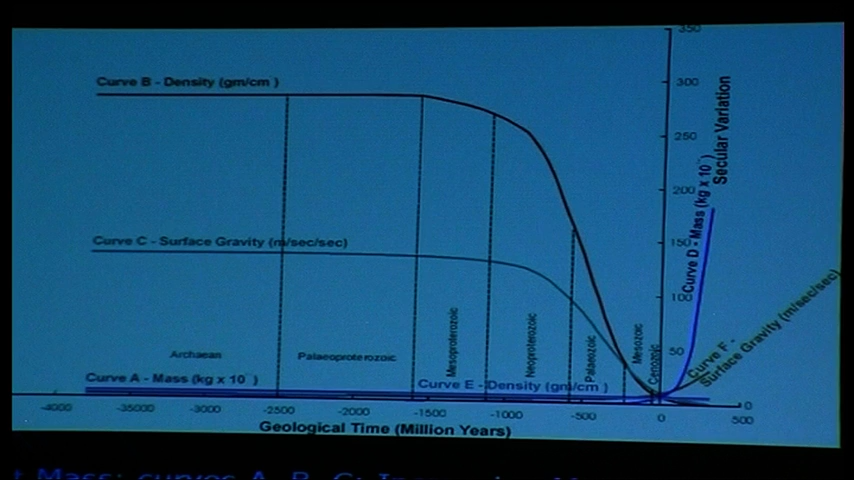 350
Curve B - Density (gm/cm )
300
250
200
150
100
50
0
Secular Variation
Curve D - Mass (kg x 10 )
Curve C - Surface Gravity (m/sec/sec)
Archaean
Palaeoproterozoic
Mesoproterozoic
Neoproterozoic
Palaeozoic
Mesozoic
Cenozoic
Curve F -
Surface Gravity (m/sec/sec)
Curve A - Mass (kg x 10 )
Curve E - Density (gm/cm )
-4000
-35000
-3000
-2500
-2000
-1500
-1000
-500
0
500
Geological Time (Million Years)